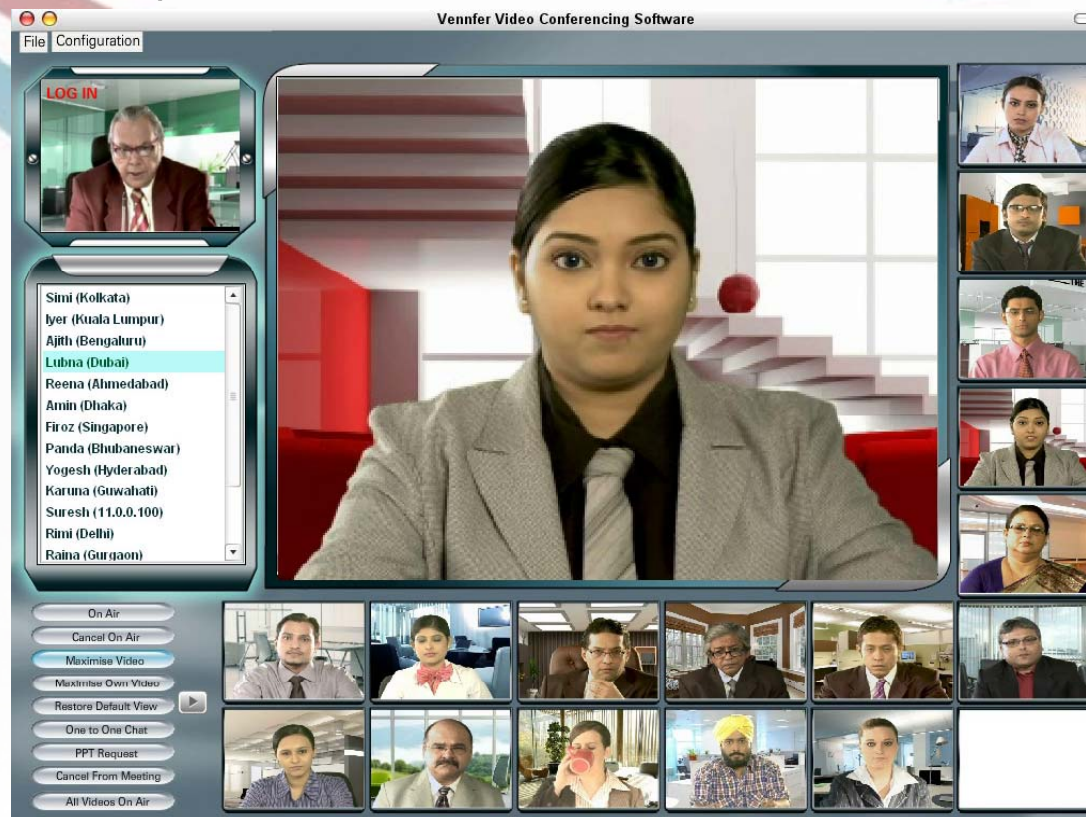 Vennfer Video Conferencing Software
File Configuration
LOG IN
Simi (Kolkata)
Iyer (Kuala Lumpur)
Ajith (Bengaluru)
Lubna (Dubai)
Reena (Ahmedabad)
Amin (Dhaka)
Firoz (Singapore)
Panda (Bhubaneswar)
Yogesh (Hyderabad)
Karuna (Guwahati)
Suresh (11.0.0.100)
Rimi (Delhi)
Raina (Gurgaon)
On Air
Cancel On Air
Maximise Video
Maximise Own Video
Restore Default View
One to One Chat
PPT Request
Cancel From Meeting
All Videos On Air